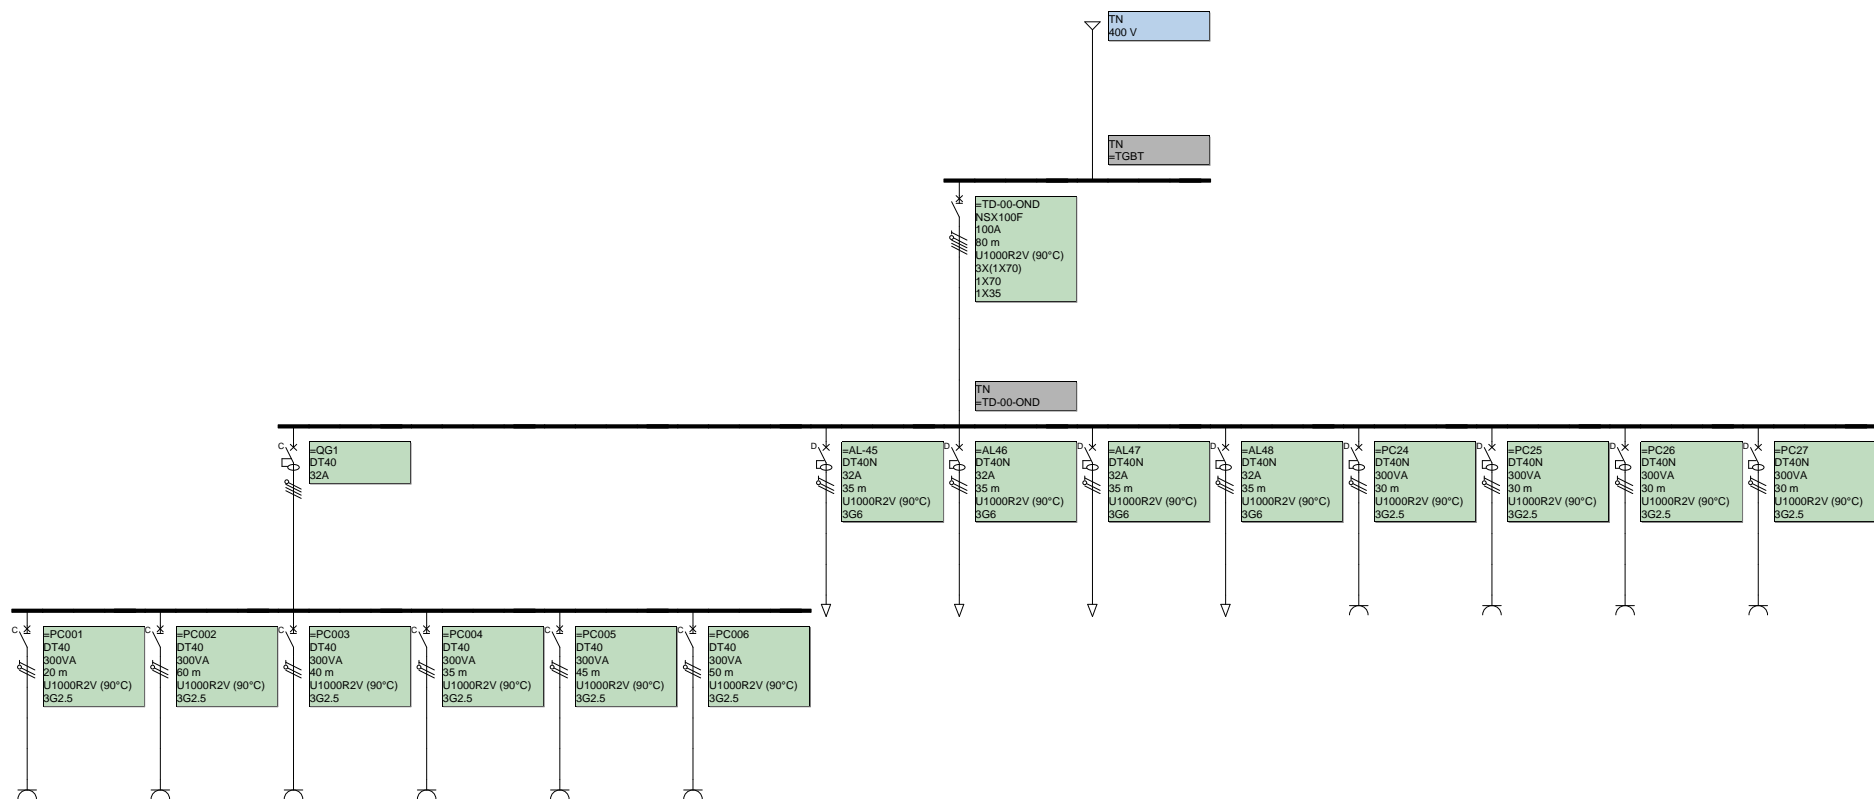 TN
400 V
TN
=TGBT
=TD-00-OND
NSX100F
100A
80 m
U1000R2V (90°C)
3X(1X70)
1X70
1X35
TN
=TD-00-OND
C
=QG1
DT40
32A
D
=AL-45
DT40N
32A
35 m
U1000R2V (90°C)
3G6
D
=AL46
DT40N
32A
35 m
U1000R2V (90°C)
3G6
D
=AL47
DT40N
32A
35 m
U1000R2V (90°C)
3G6
D
=AL48
DT40N
32A
35 m
U1000R2V (90°C)
3G6
D
=PC24
DT40N
300VA
30 m
U1000R2V (90°C)
3G2.5
D
=PC25
DT40N
300VA
30 m
U1000R2V (90°C)
3G2.5
D
=PC26
DT40N
300VA
30 m
U1000R2V (90°C)
3G2.5
D
=PC27
DT40N
300VA
30 m
U1000R2V (90°C)
3G2.5
C
=PC001
DT40
300VA
20 m
U1000R2V (90°C)
3G2.5
C
=PC002
DT40
300VA
60 m
U1000R2V (90°C)
3G2.5
C
=PC003
DT40
300VA
40 m
U1000R2V (90°C)
3G2.5
C
=PC004
DT40
300VA
35 m
U1000R2V (90°C)
3G2.5
C
=PC005
DT40
300VA
45 m
U1000R2V (90°C)
3G2.5
C
=PC006
DT40
300VA
50 m
U1000R2V (90°C)
3G2.5